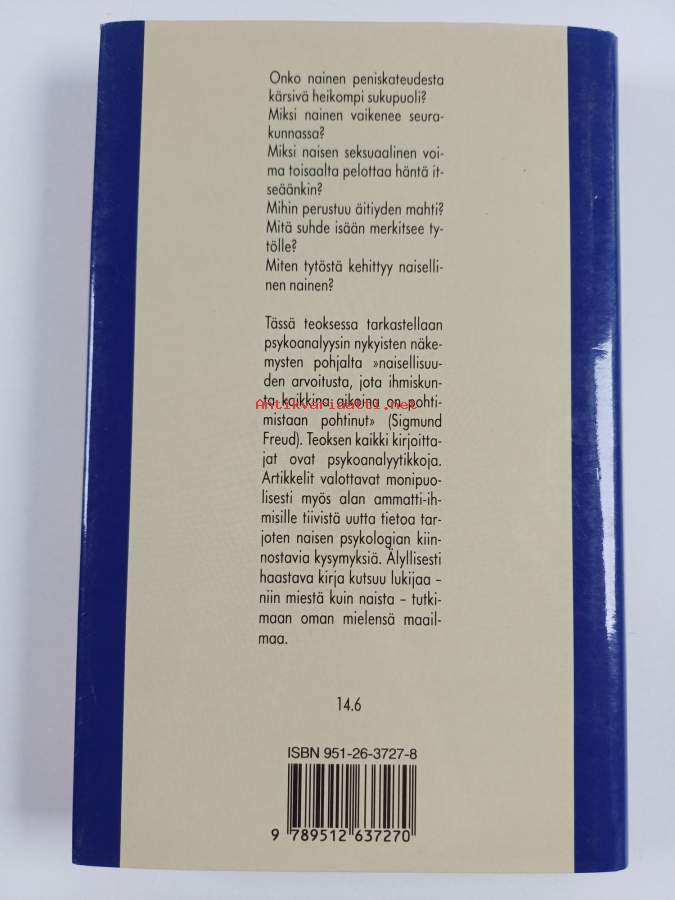 Onko nainen peniskateudesta
kärsivä heikompi sukupuoli?
Miksi nainen vaikenee seura-
kunnassa?
Miksi naisen seksuaalinen voi-
ma toisaalta pelottaa häntä it-
seäänkin?
Mihin perustuu äitiyden mahti?
Mitä suhde isään merkitsee ty-
tölle?
Miten tytöstä kehittyy naiselli-
nen nainen?
Tässä teoksessa tarkastellaan
psykoanalyysin nykyisten näke-
mysten pohjalta »naisellisuu-
den arvoitusta, jota ihmiskun-
ta kaikkina aikoina on pohti-
Antikvariaatti.net
mistaan pohtinut» (Sigmund
Freud). Teoksen kaikki kirjoitta-
jat ovat psykoanalyytikkoja.
Artikkelit valottavat monipuo-
lisesti myös alan ammatti-ih-
misille tiivistä uutta tietoa tar-
joten naisen psykologian kiin-
nostavia kysymyksiä. Älyllisesti
haastava kirja kutsuu lukijaa –
niin miestä kuin naista – tutki-
maan oman mielensä maail-
maa.
14.6
ISBN 951-26-3727-8
9 789512 637270